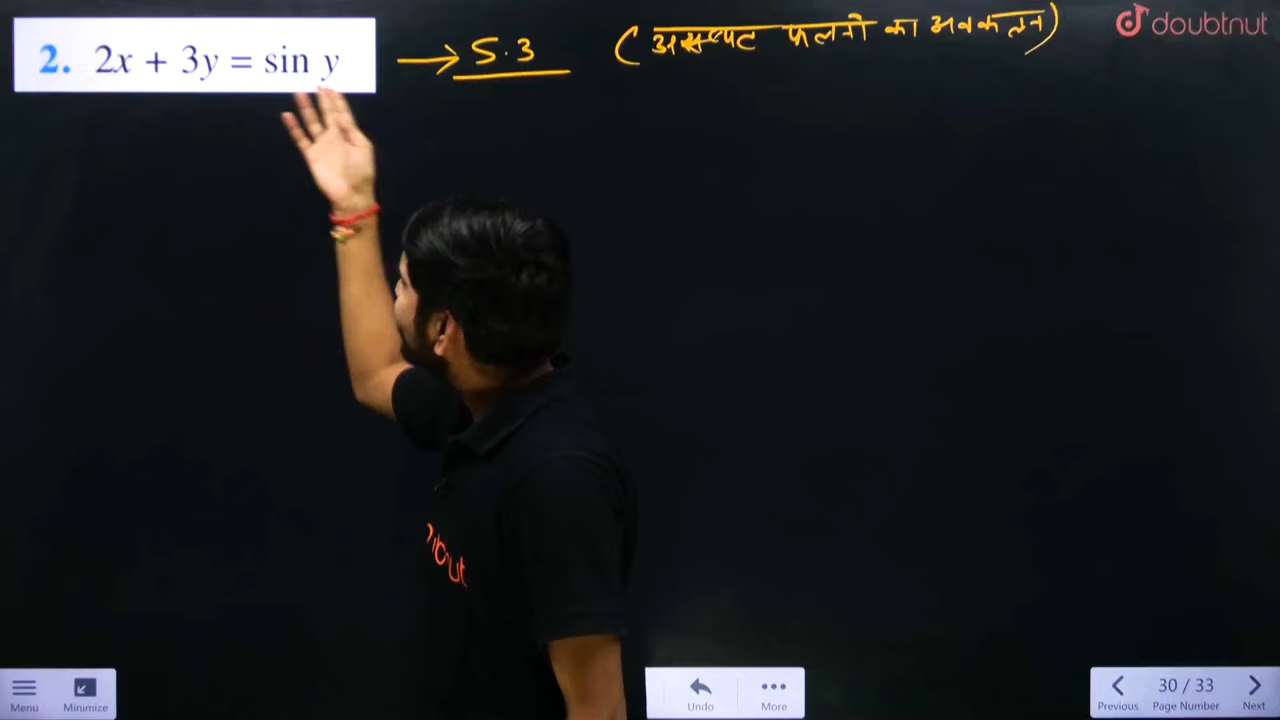 2. 2x + 3y = sin y
→ 5.3 (अस्पष्ट फलनों का अवकलन)
doubtnut
Menu Minimize
Undo More
Previous 30 / 33 Page Number Next